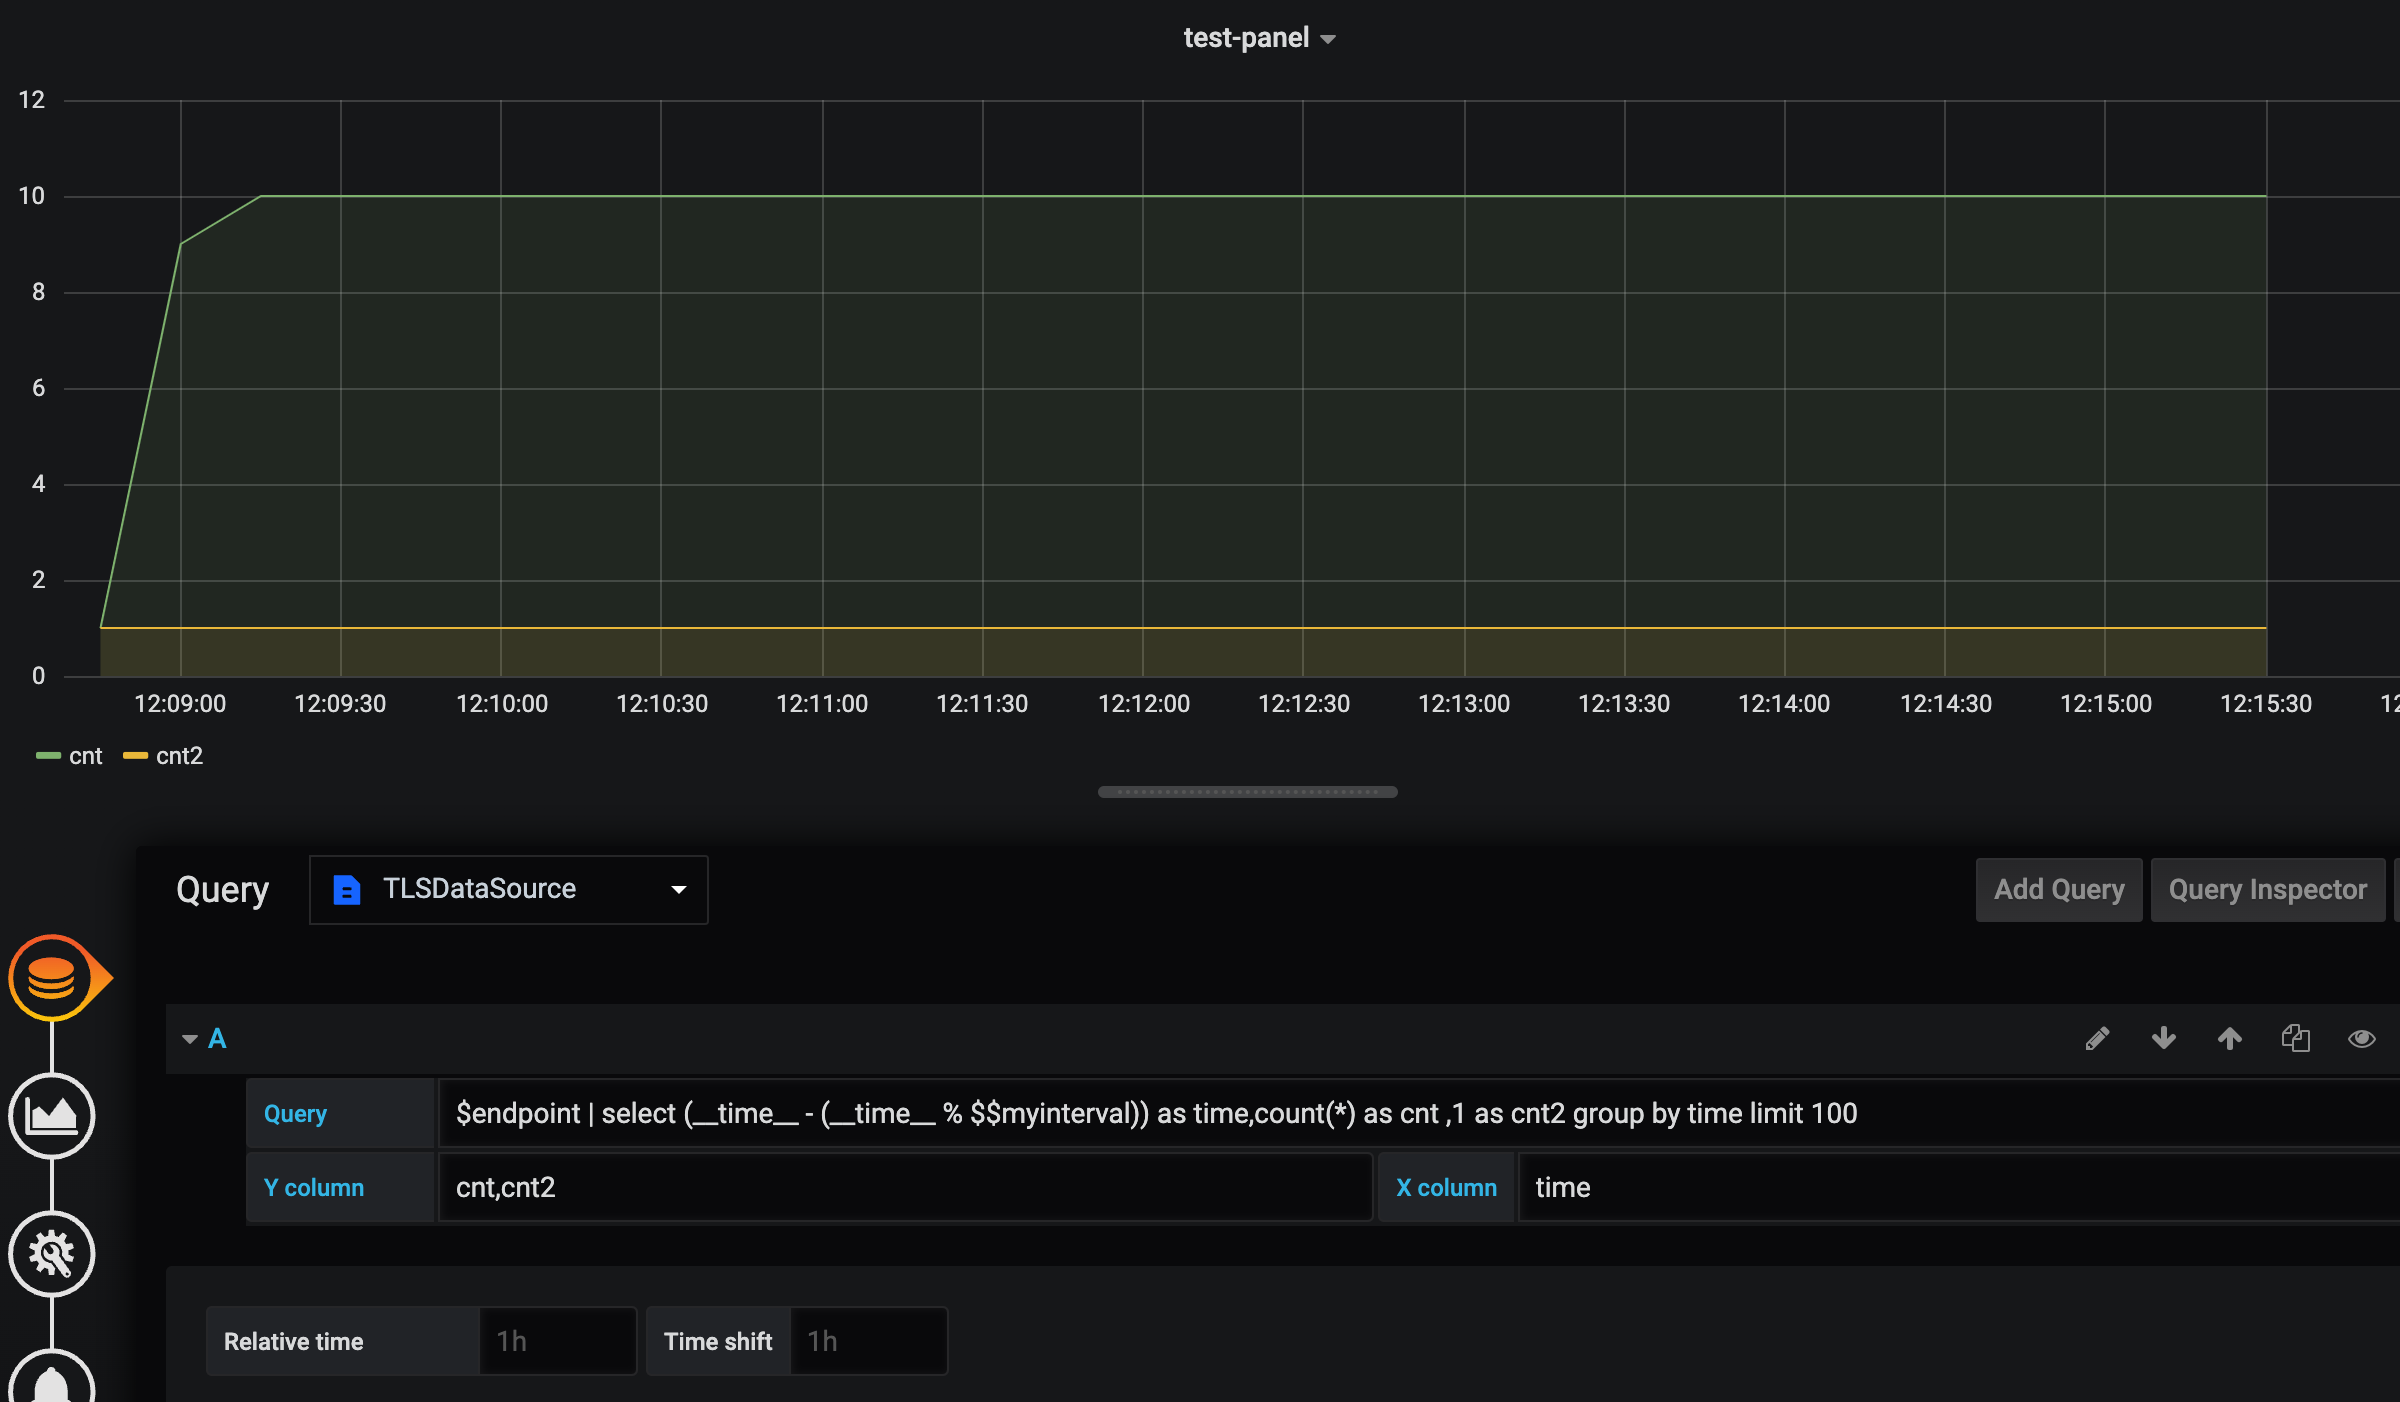 test-panel
12
10
8
6
4
2
0
12:09:00 12:09:30 12:10:00 12:10:30 12:11:00 12:11:30 12:12:00 12:12:30 12:13:00 12:13:30 12:14:00 12:14:30 12:15:00 12:15:30
cnt cnt2
Query TLSDataSource Add Query Query Inspector
A
Query $endpoint | select (__time__ - (__time__ % $$myinterval)) as time,count(*) as cnt ,1 as cnt2 group by time limit 100
Y column cnt,cnt2 X column time
Relative time 1h Time shift 1h